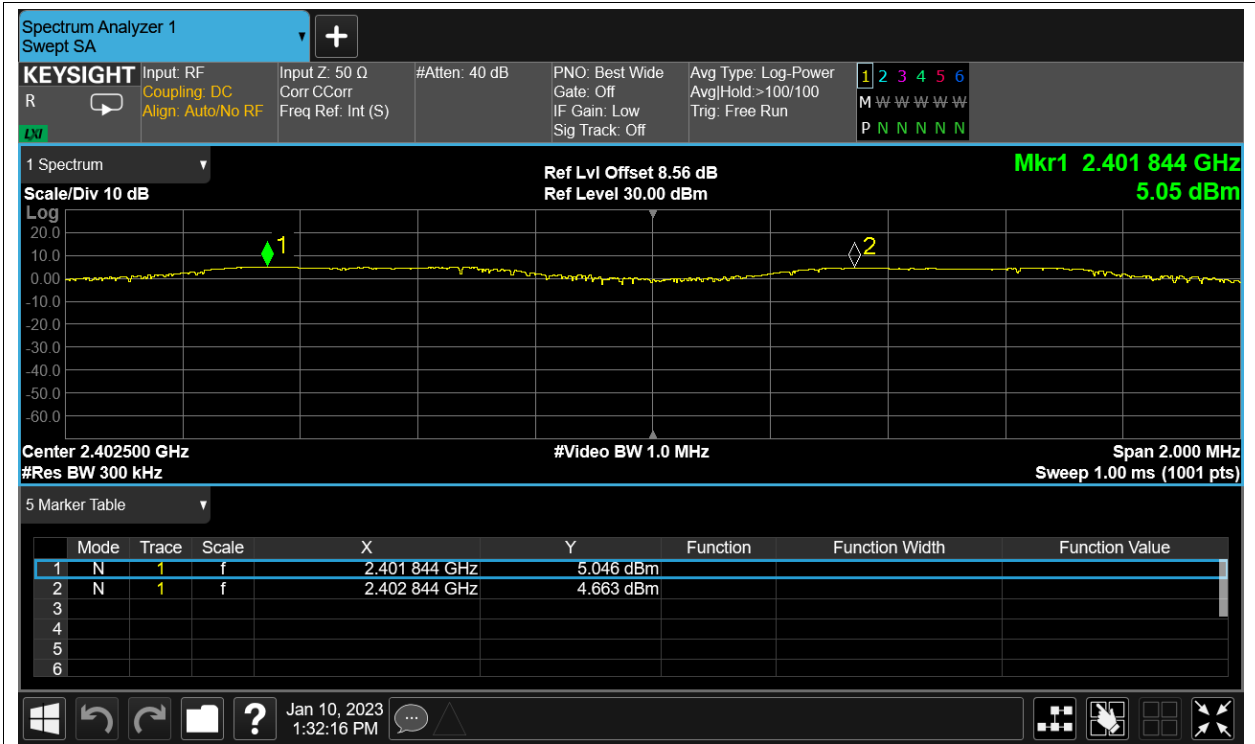 Spectrum Analyzer 1
Swept SA
KEYSIGHT
R
LXI
Input: RF
Coupling: DC
Align: Auto/No RF
Input Z: 50 Ω
Corr CCorr
Freq Ref: Int (S)
#Atten: 40 dB
PNO: Best Wide
Gate: Off
IF Gain: Low
Sig Track: Off
Avg Type: Log-Power
Avg|Hold:>100/100
Trig: Free Run
1 2 3 4 5 6
M W W W W W
P N N N N N
1 Spectrum
Scale/Div 10 dB
Ref Lvl Offset 8.56 dB
Ref Level 30.00 dBm
Mkr1 2.401 844 GHz
5.05 dBm
Log
20.0
10.0
0.00
-10.0
-20.0
-30.0
-40.0
-50.0
-60.0
1
2
Center 2.402500 GHz
#Res BW 300 kHz
#Video BW 1.0 MHz
Span 2.000 MHz
Sweep 1.00 ms (1001 pts)
5 Marker Table
Mode Trace Scale X Y Function Function Width Function Value
1 N 1 f 2.401 844 GHz 5.046 dBm
2 N 1 f 2.402 844 GHz 4.663 dBm
3
4
5
6
?
Jan 10, 2023
1:32:16 PM